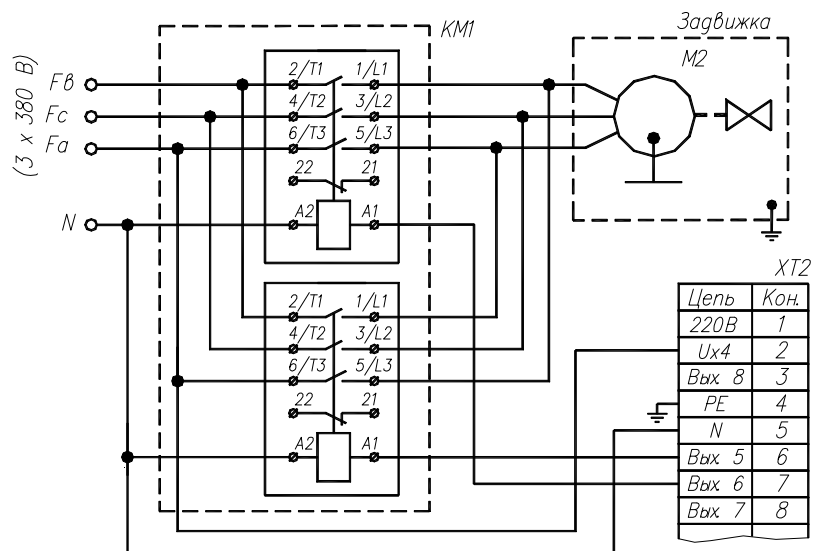 Задвижка
КМ1
М2
(3 x 380 В)
Fв
Fс
Fа
N
2/T1 1/L1
4/T2 3/L2
6/T3 5/L3
22 21
A2 A1
2/T1 1/L1
4/T2 3/L2
6/T3 5/L3
22 21
A2 A1
ХТ2
Цепь Кон.
220В 1
Uх4 2
Вых 8 3
PE 4
N 5
Вых 5 6
Вых 6 7
Вых 7 8